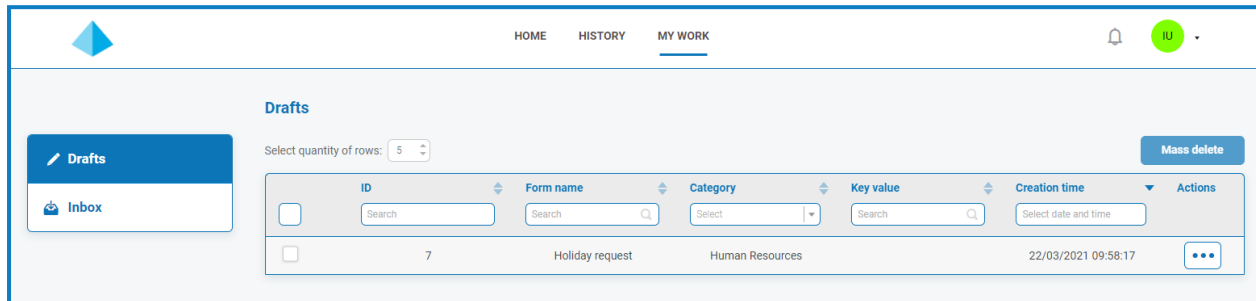 HOME HISTORY MY WORK IU
Drafts
Drafts
Inbox
Select quantity of rows: 5 Mass delete
ID Form name Category Key value Creation time Actions
Search Search Select Search Select date and time
7 Holiday request Human Resources 22/03/2021 09:58:17